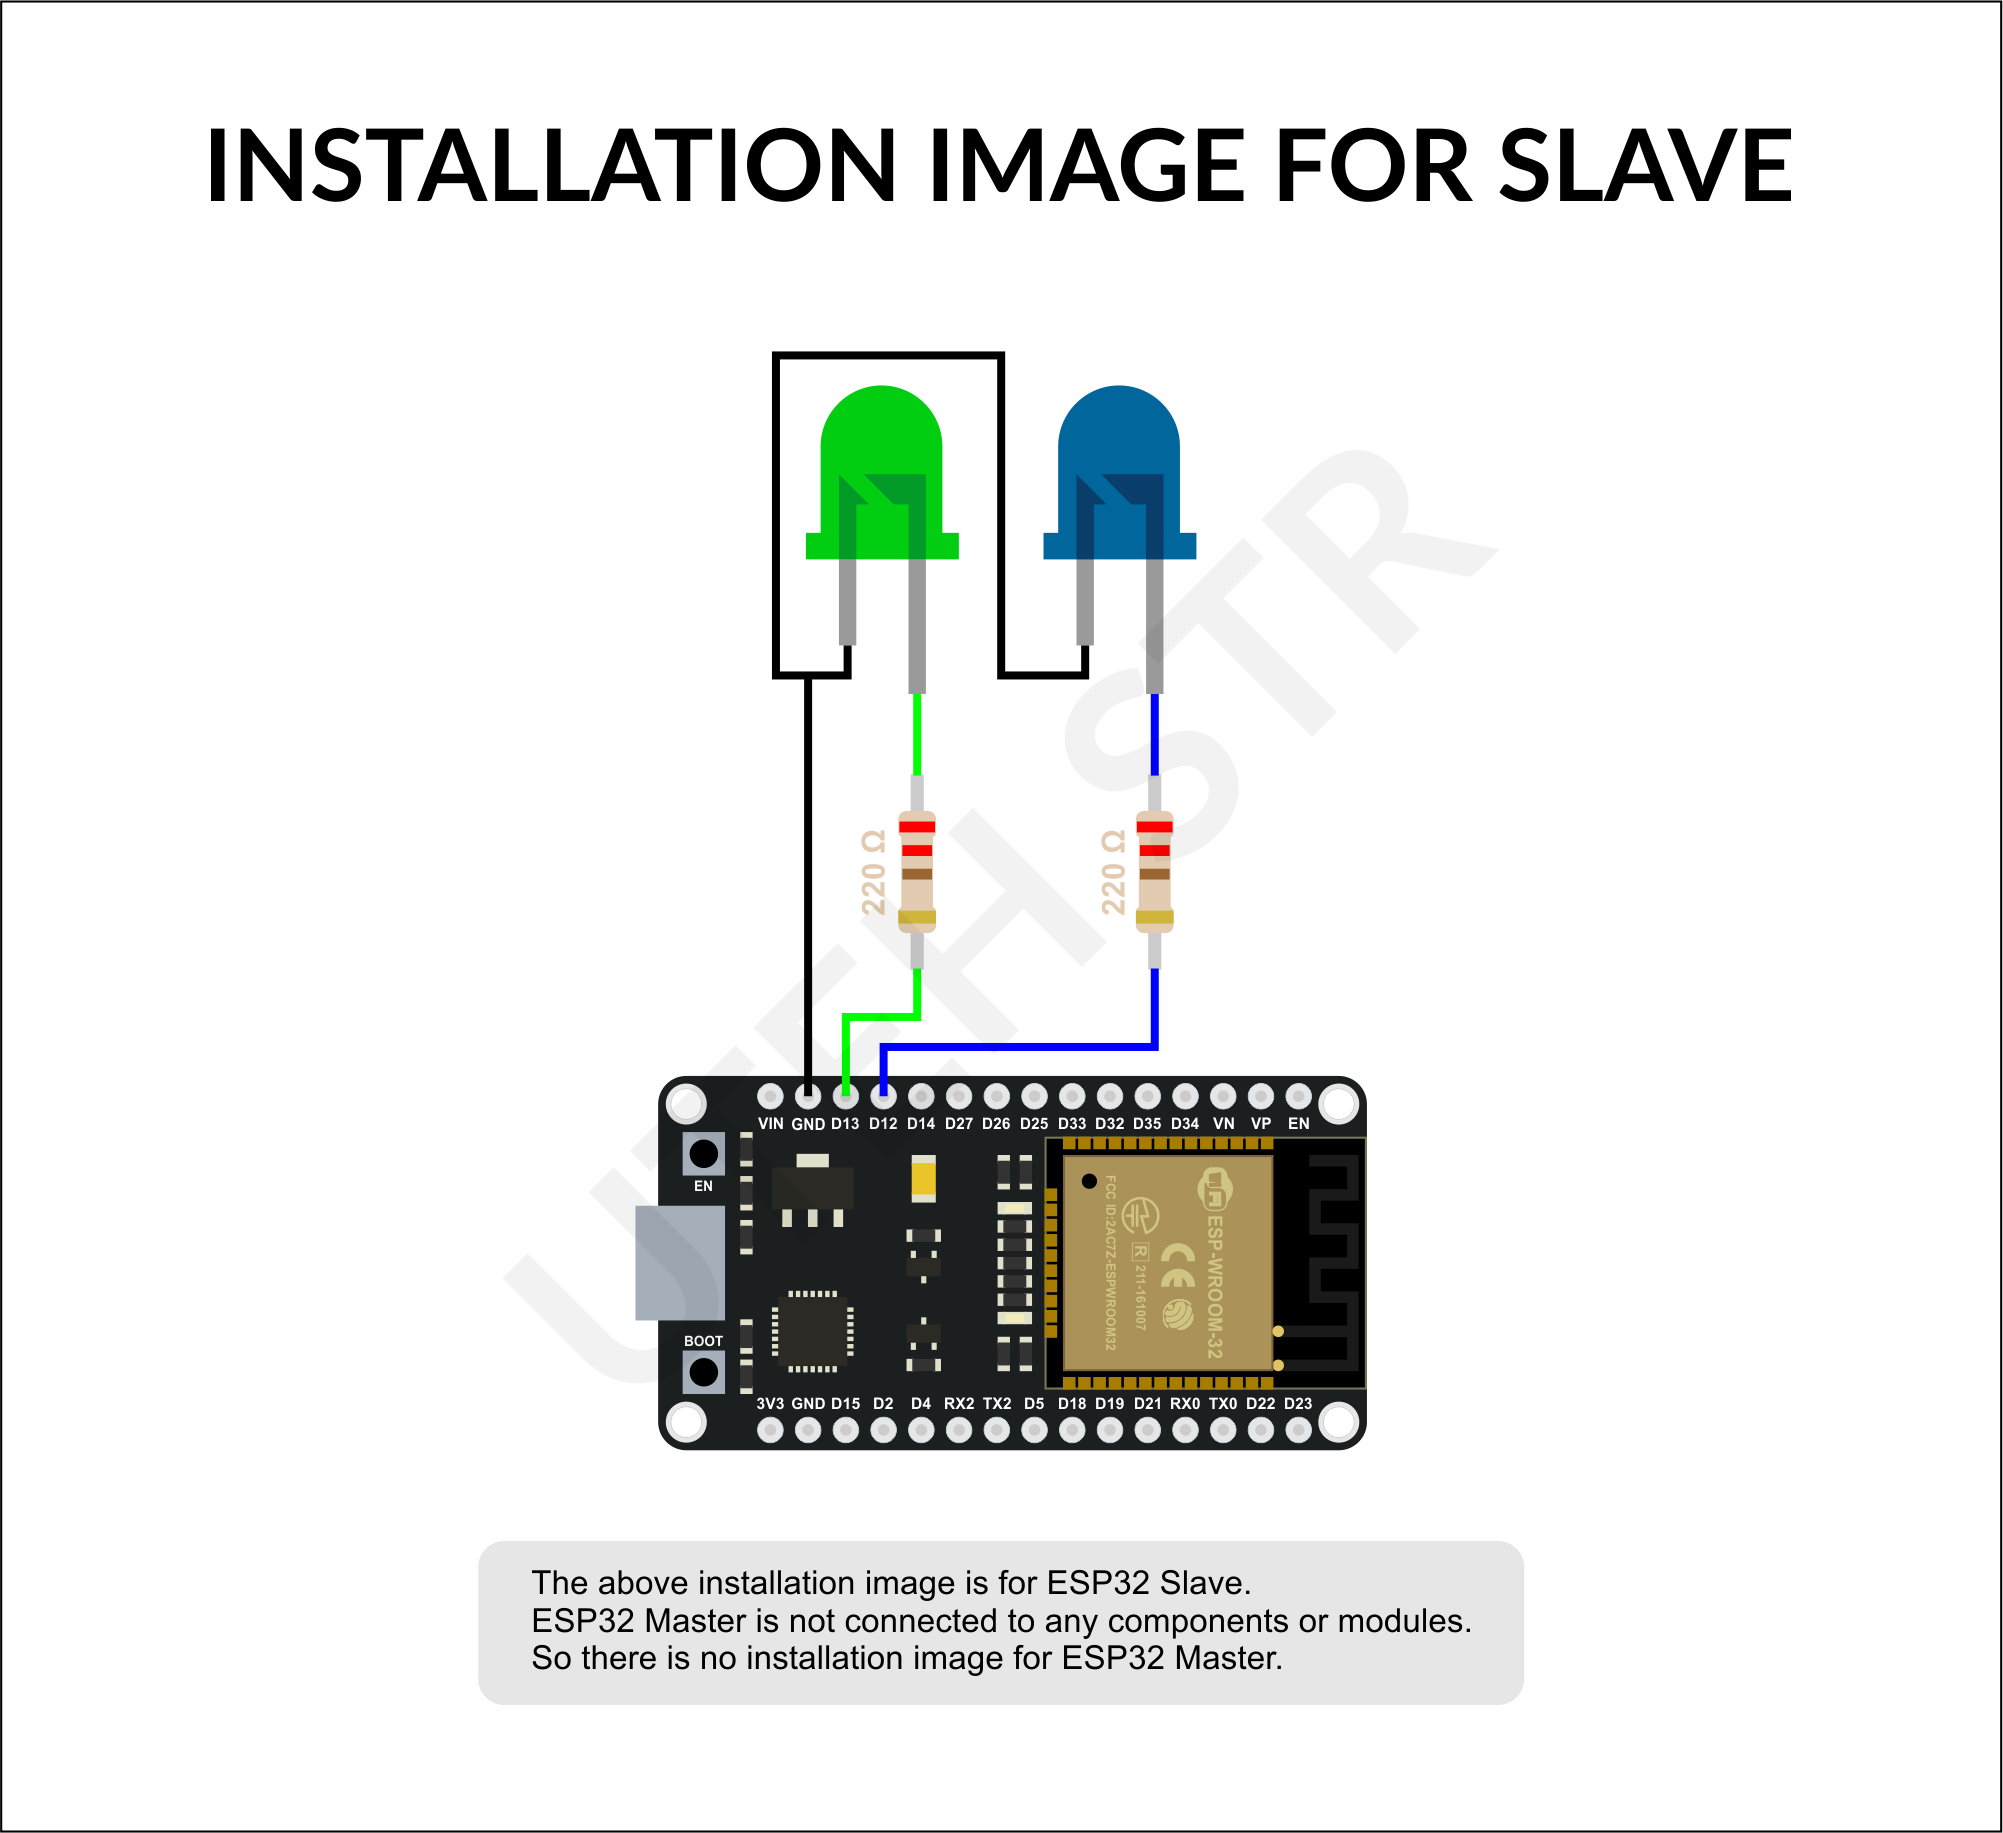 INSTALLATION IMAGE FOR SLAVE
220 Ω
220 Ω
UTEH STR
VIN GND D13 D12 D14 D27 D26 D25 D33 D32 D35 D34 VN VP EN
EN
BOOT
FCC ID:2AC7Z-ESPWROOM32
R 211-161007
CE
ESP-WROOM-32
3V3 GND D15 D2 D4 RX2 TX2 D5 D18 D19 D21 RX0 TX0 D22 D23
The above installation image is for ESP32 Slave.
ESP32 Master is not connected to any components or modules.
So there is no installation image for ESP32 Master.